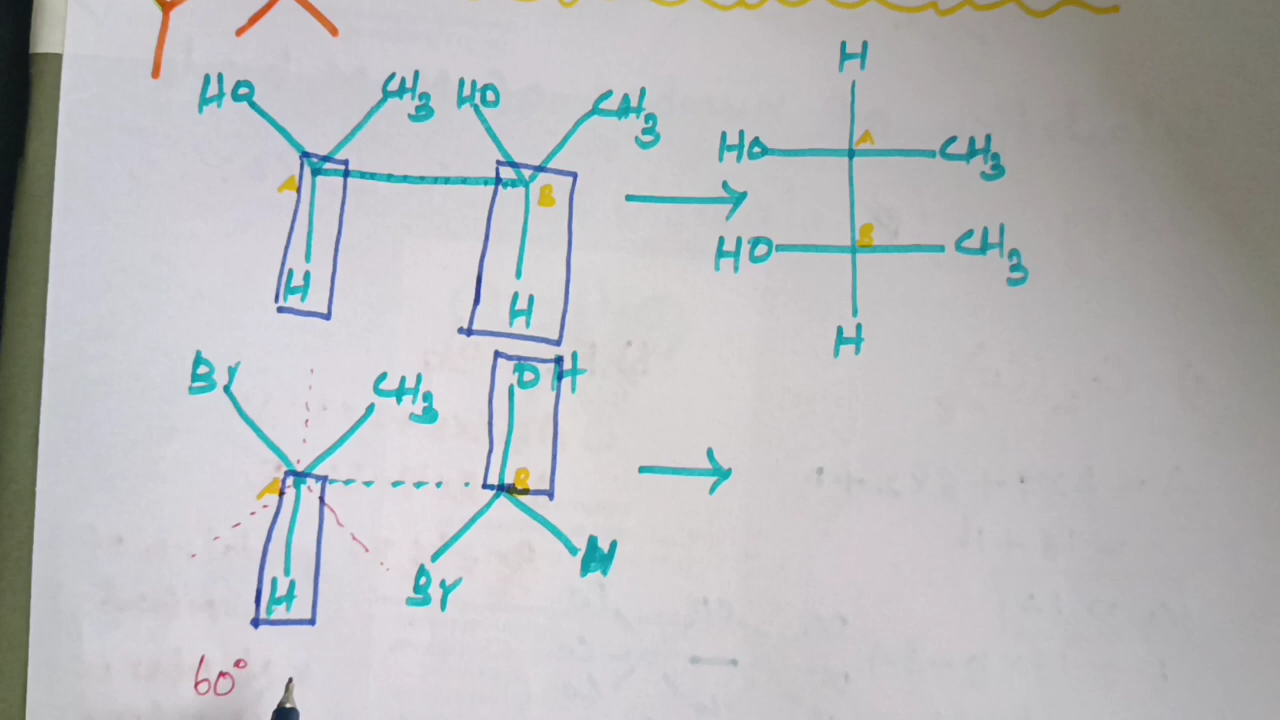 HO CH3 HO CH3
A B
H H
H
HO A CH3
HO B CH3
H
Br CH3 OH
A B
H Br
60°